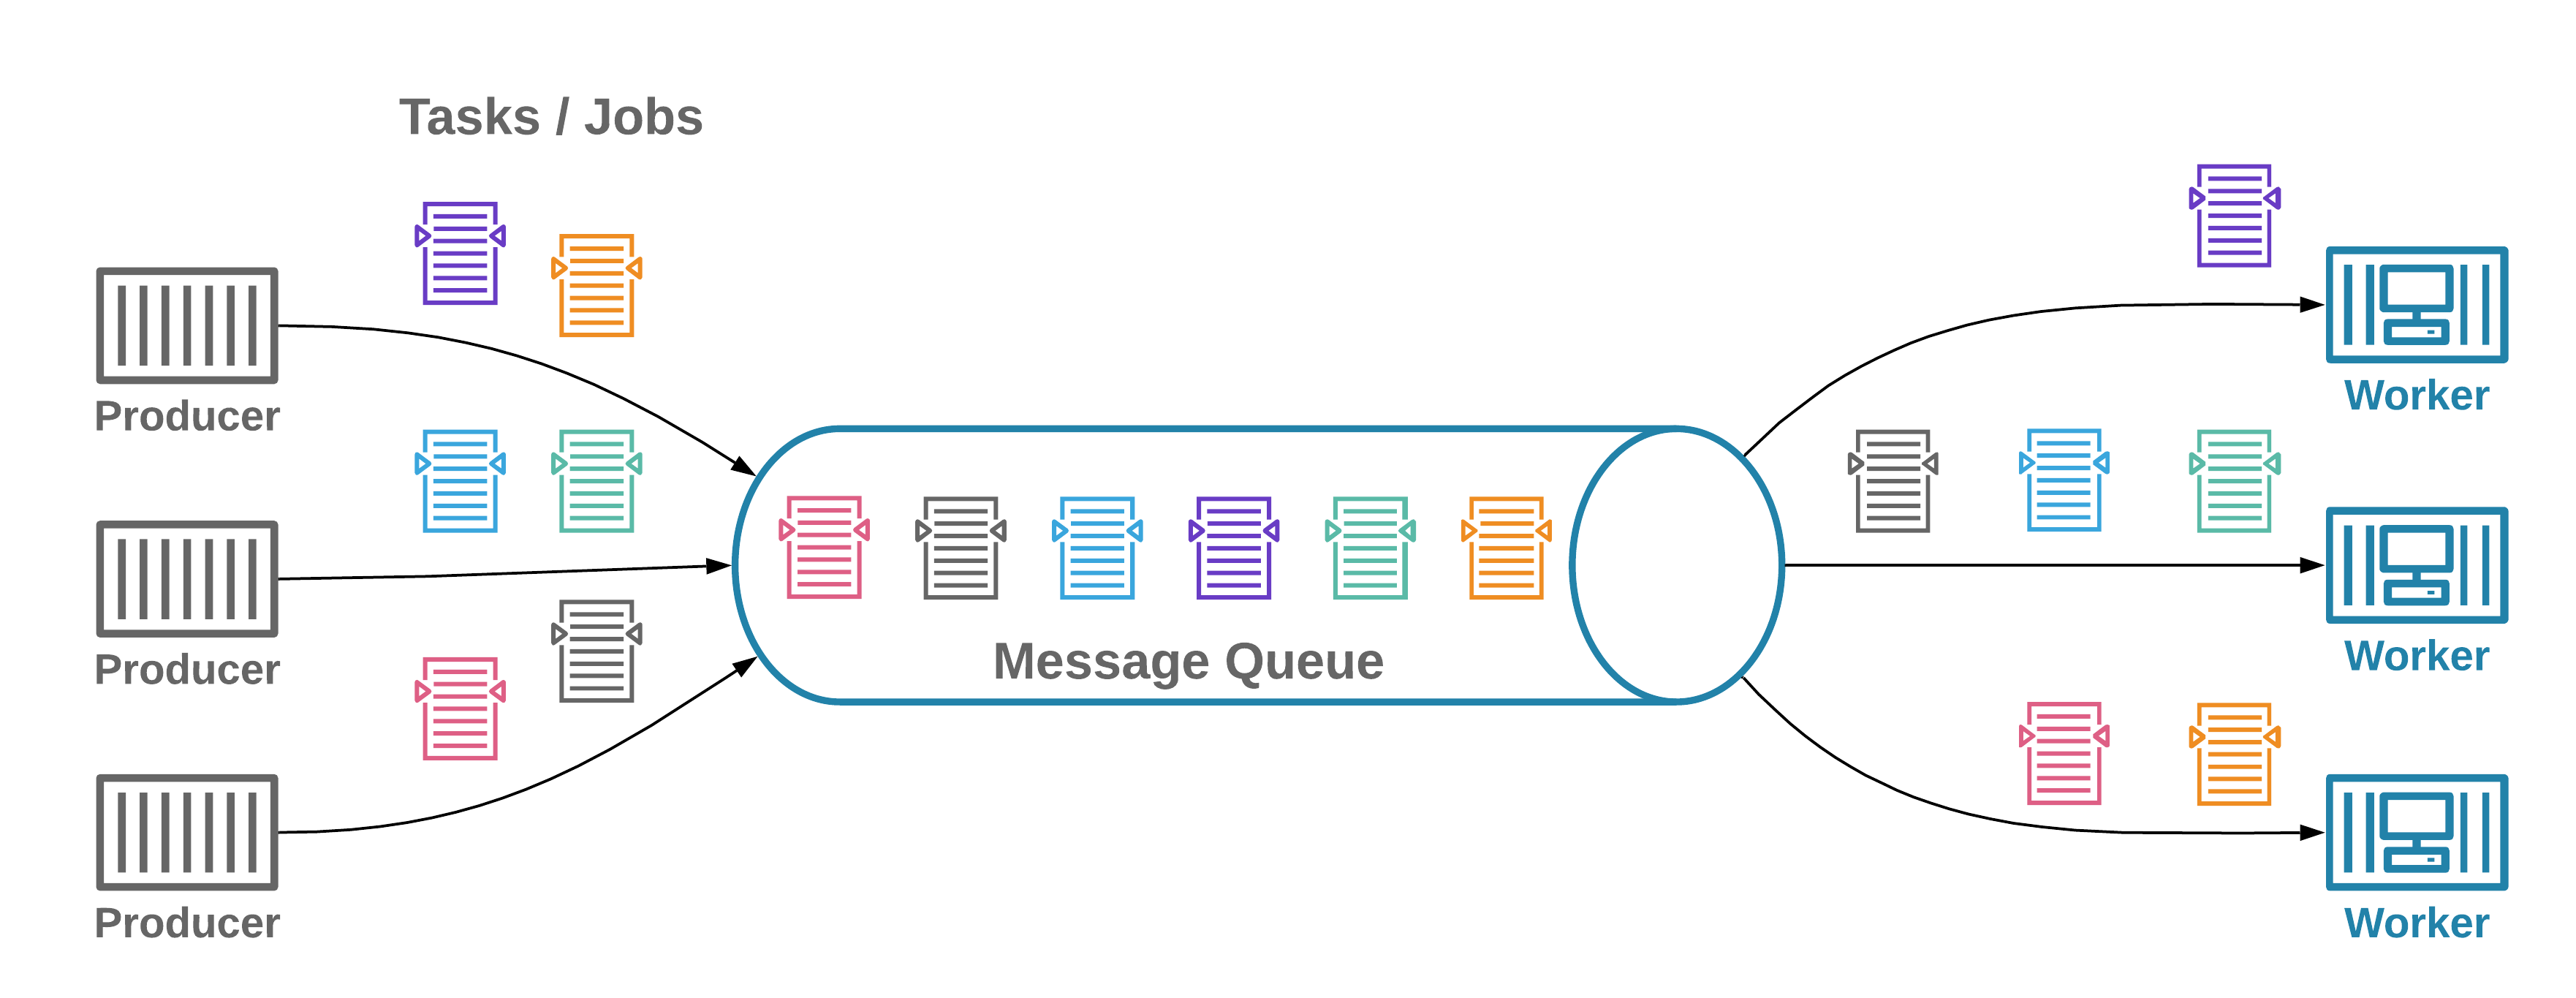 Tasks / Jobs
Producer
Worker
Producer
Message Queue
Worker
Producer
Worker